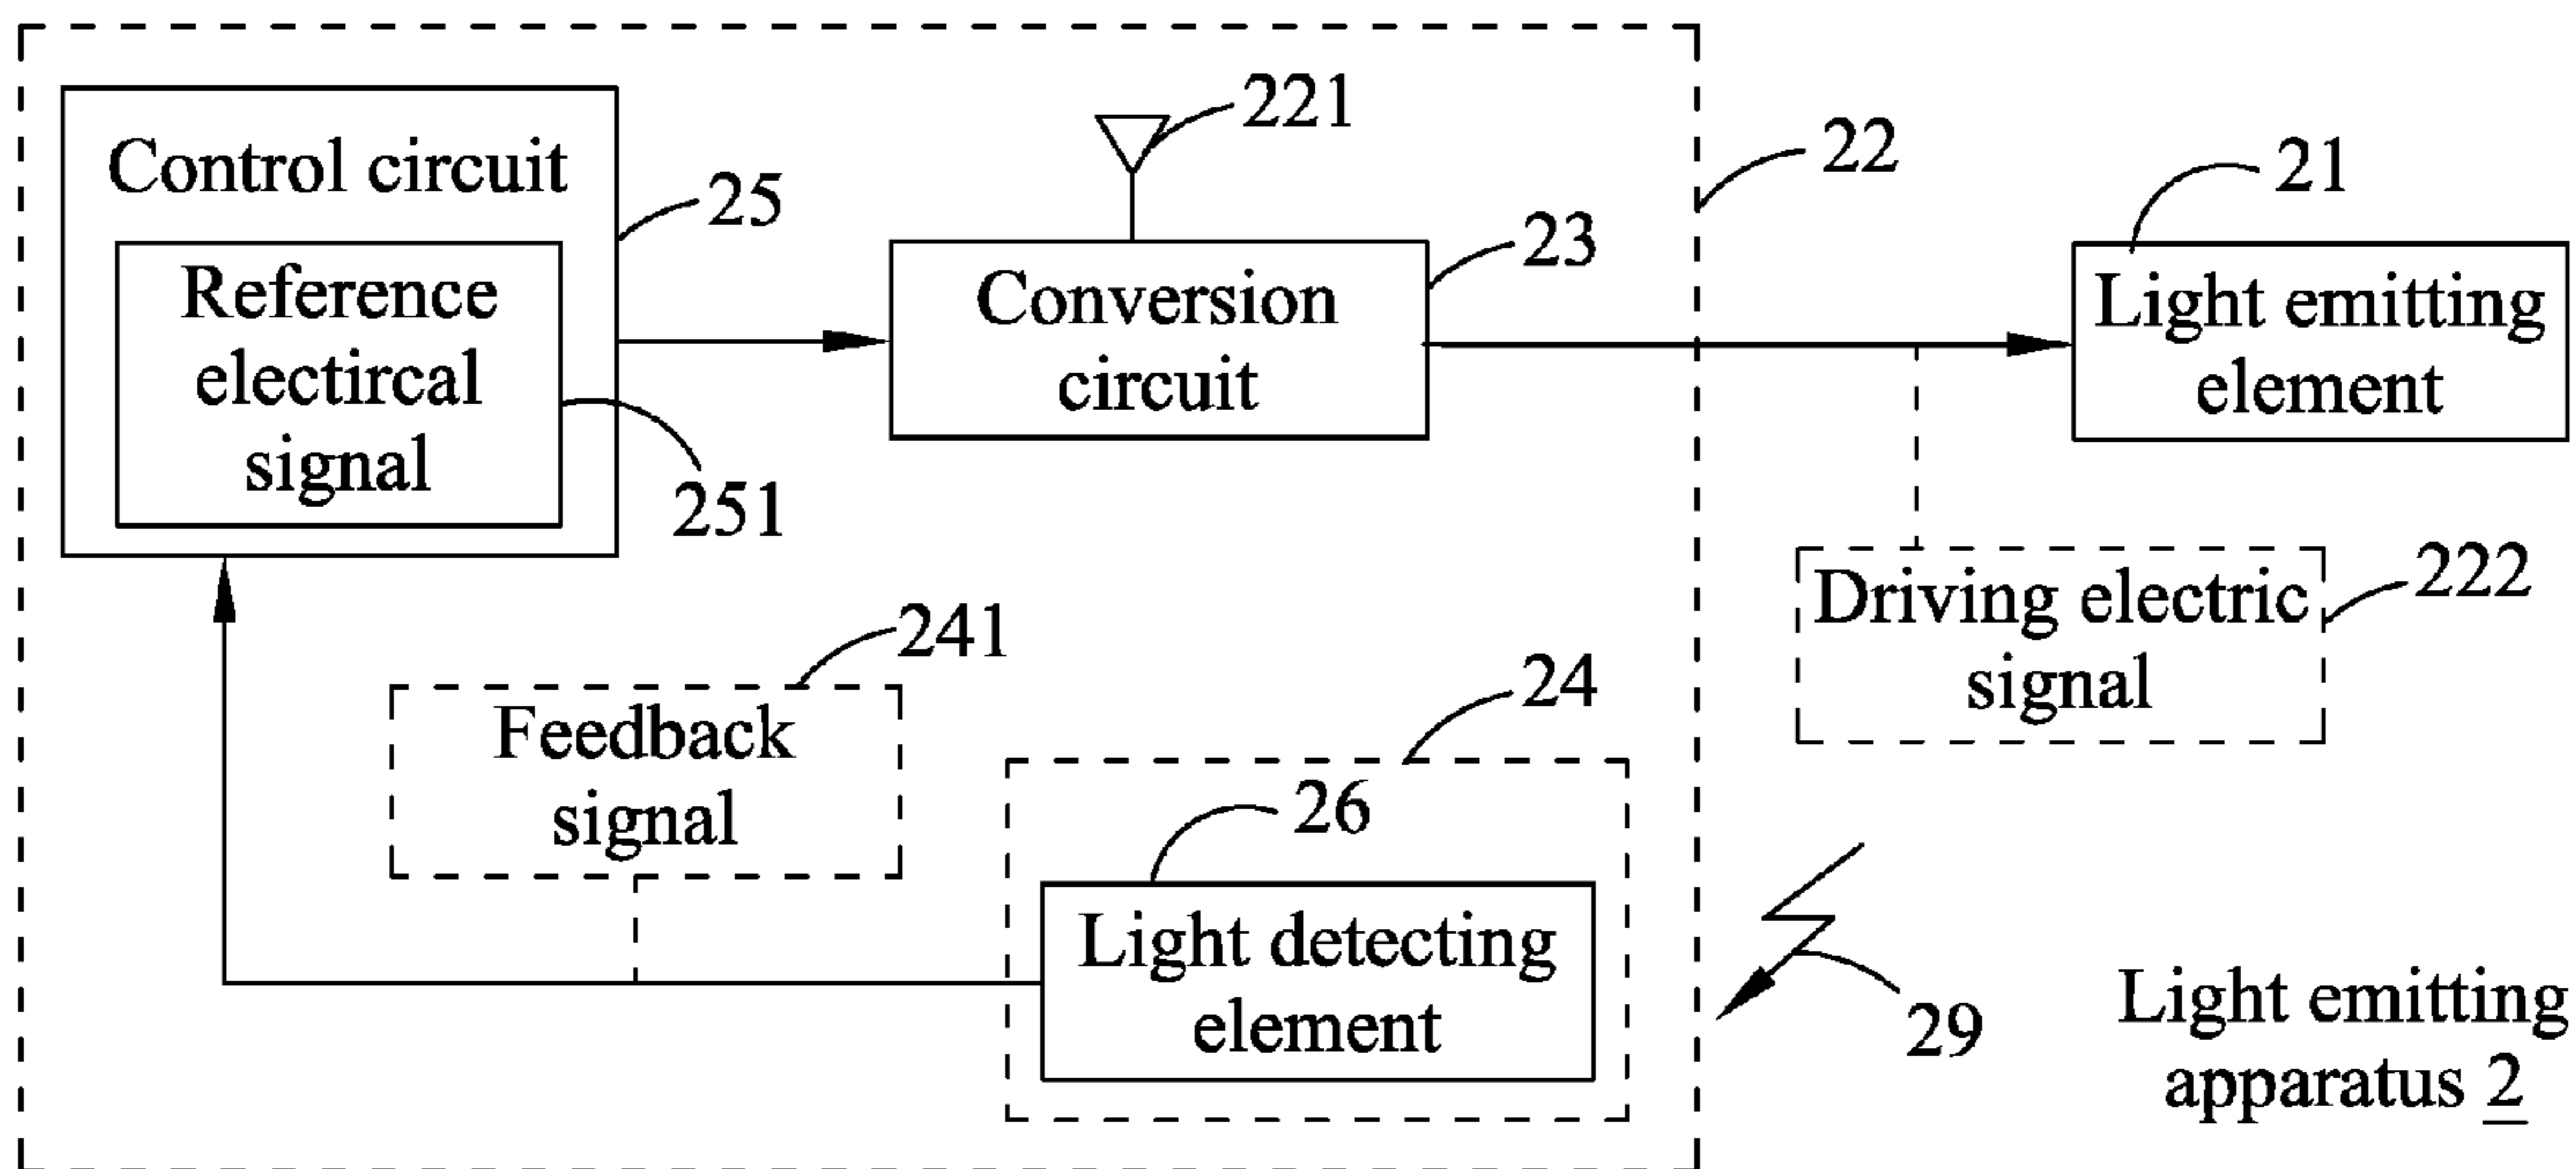 221
Control circuit
25
22
21
23
Reference
electircal
signal
251
Conversion
circuit
Light emitting
element
Driving electric
signal
222
241
Feedback
signal
24
26
Light detecting
element
29
Light emitting
apparatus 2